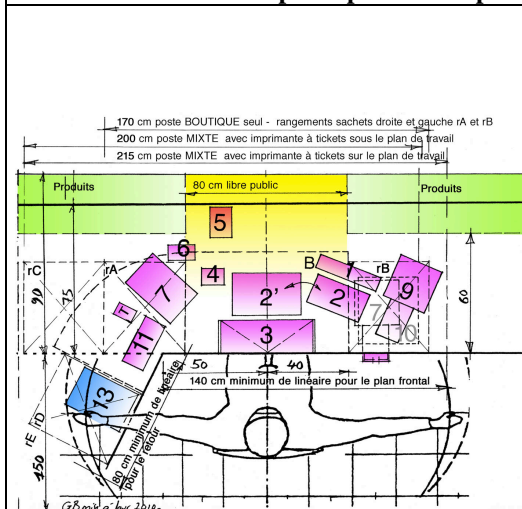 170 cm poste BOUTIQUE seul - rangements sachets droite et gauche rA et rB
200 cm poste MIXTE avec imprimante à tickets sous le plan de travail
215 cm poste MIXTE avec imprimante à tickets sur le plan de travail
Produits
80 cm libre public
Produits
5
6
4
B
rC
rA
rB
90
75
7
T
11
2'
2
7
9
10
60
3
50
40
140 cm minimum de linéaire pour le plan frontal
13
80 cm minimum de linéaire
pour le retour
rE
rD
150